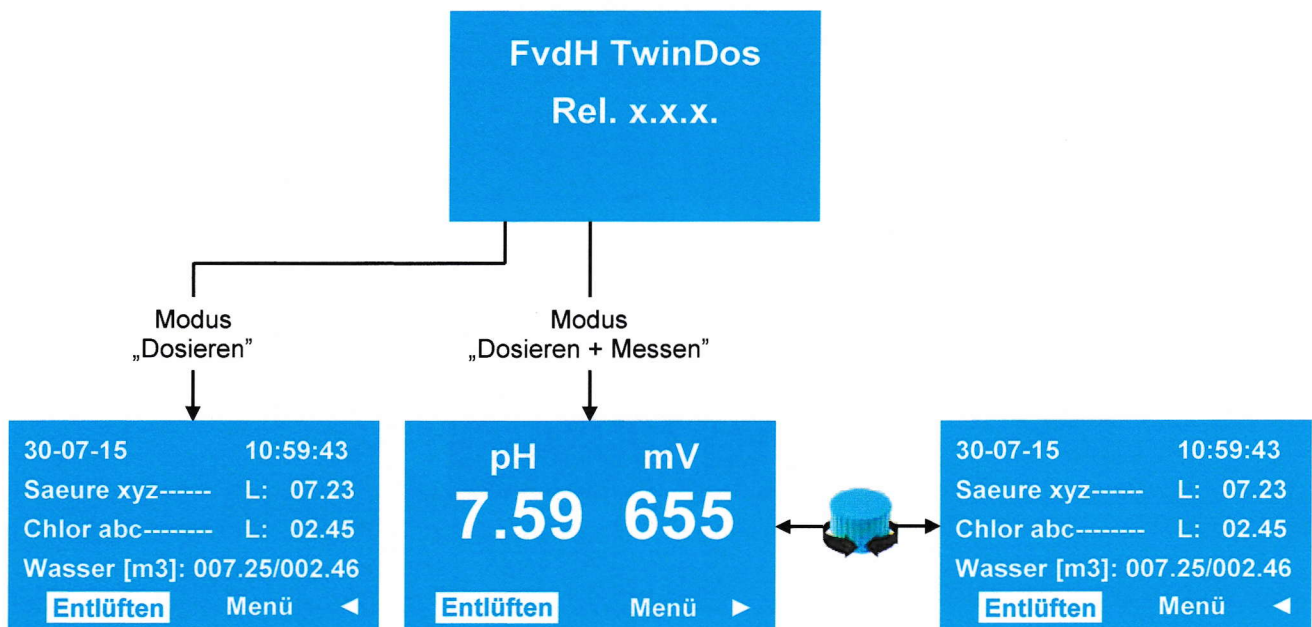 FvdH TwinDos
Rel. x.x.x.
Modus
„Dosieren”
Modus
„Dosieren + Messen”
30-07-15 10:59:43
Saeure xyz------ L: 07.23
Chlor abc-------- L: 02.45
Wasser [m3]: 007.25/002.46
Entlüften Menü ◄
pH mV
7.59 655
Entlüften Menü ►
30-07-15 10:59:43
Saeure xyz------ L: 07.23
Chlor abc-------- L: 02.45
Wasser [m3]: 007.25/002.46
Entlüften Menü ◄